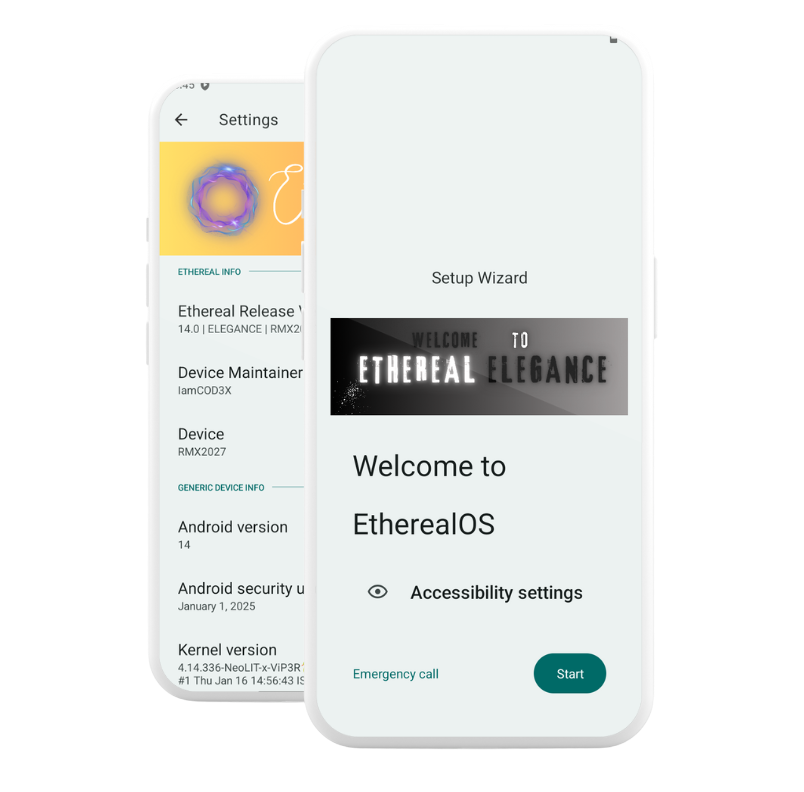 :45
Settings
ETHEREAL INFO
Ethereal Release
14.0 | ELEGANCE | RMX20
Device Maintainer
IamCOD3X
Device
RMX2027
GENERIC DEVICE INFO
Android version
14
Android security u
January 1, 2025
Kernel version
4.14.336-NeoLIT-x-ViP3R
#1 Thu Jan 16 14:56:43 IS
Setup Wizard
WELCOME TO
ETHEREAL ELEGANCE
Welcome to
EtherealOS
Accessibility settings
Emergency call
Start